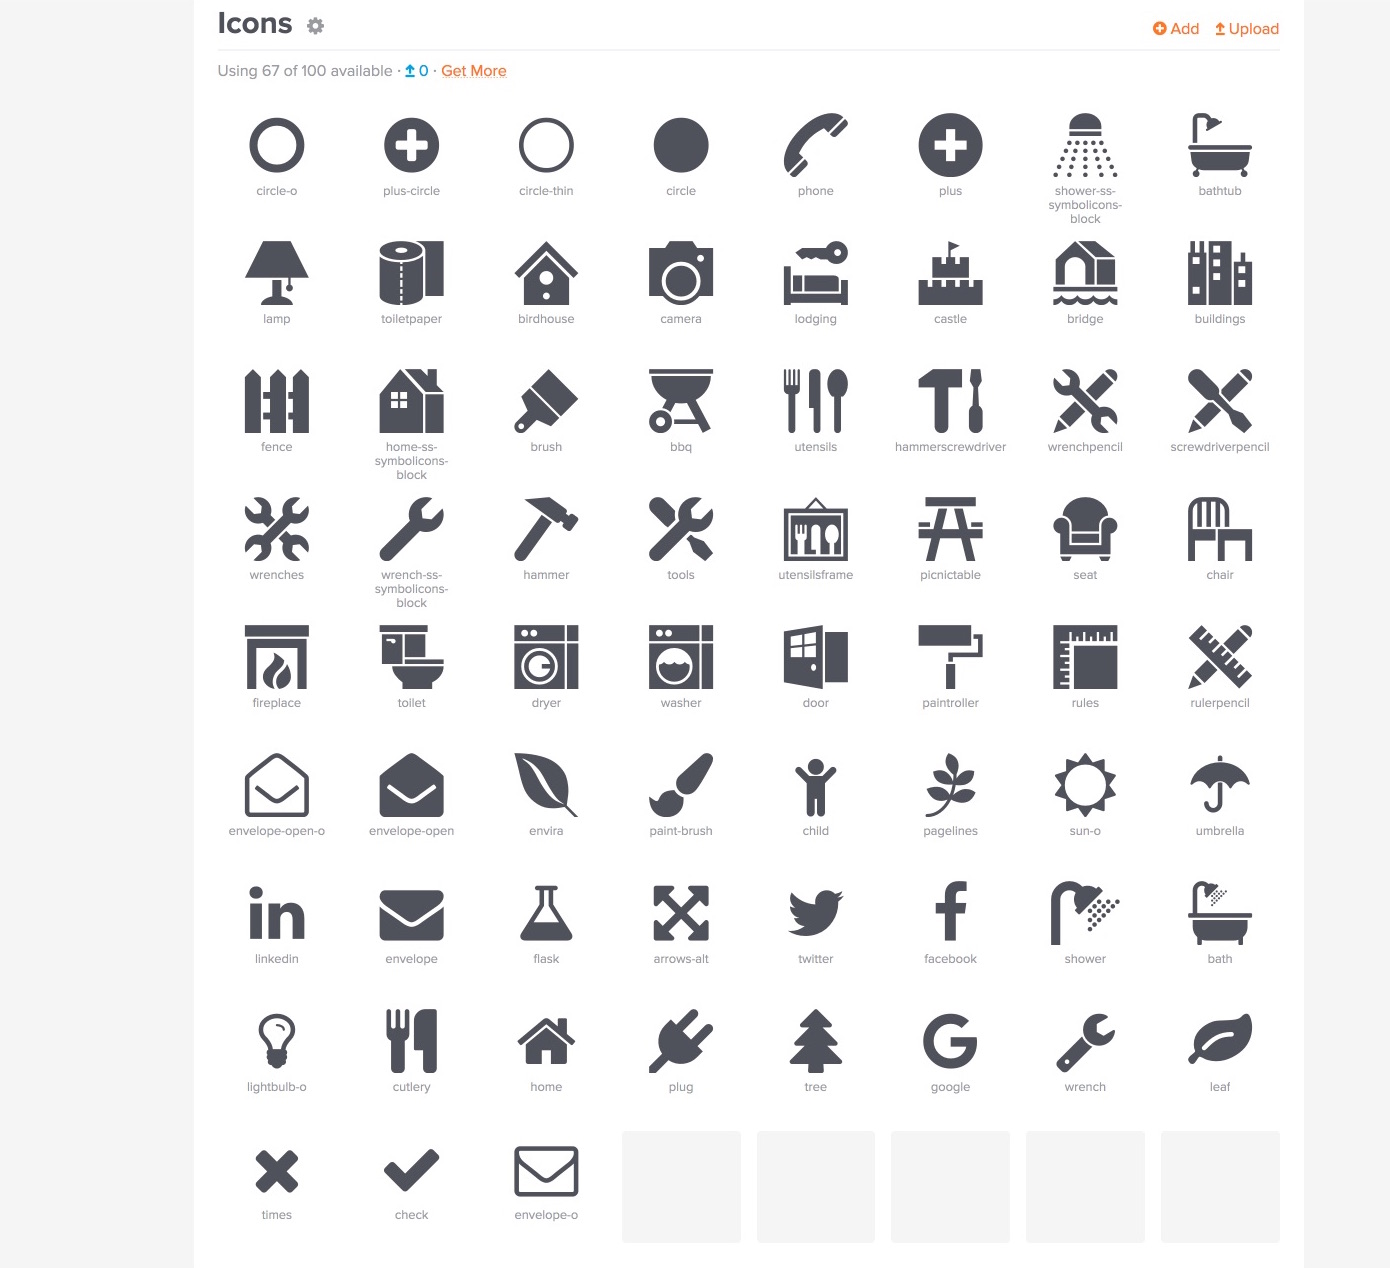 Icons
Add Upload
Using 67 of 100 available · 0 · Get More
circle-o plus-circle circle-thin circle phone plus shower-ss- bathtub
symbolicons-
block
lamp toiletpaper birdhouse camera lodging castle bridge buildings
fence home-ss- brush bbq utensils hammerscrewdriver wrenchpencil screwdriverpencil
symbolicons-
block
wrenches wrench-ss- hammer tools utensilsframe picnictable seat chair
symbolicons-
block
fireplace toilet dryer washer door paintroller rules rulerpencil
envelope-open-o envelope-open envira paint-brush child pagelines sun-o umbrella
linkedin envelope flask arrows-alt twitter facebook shower bath
lightbulb-o cutlery home plug tree google wrench leaf
times check envelope-o